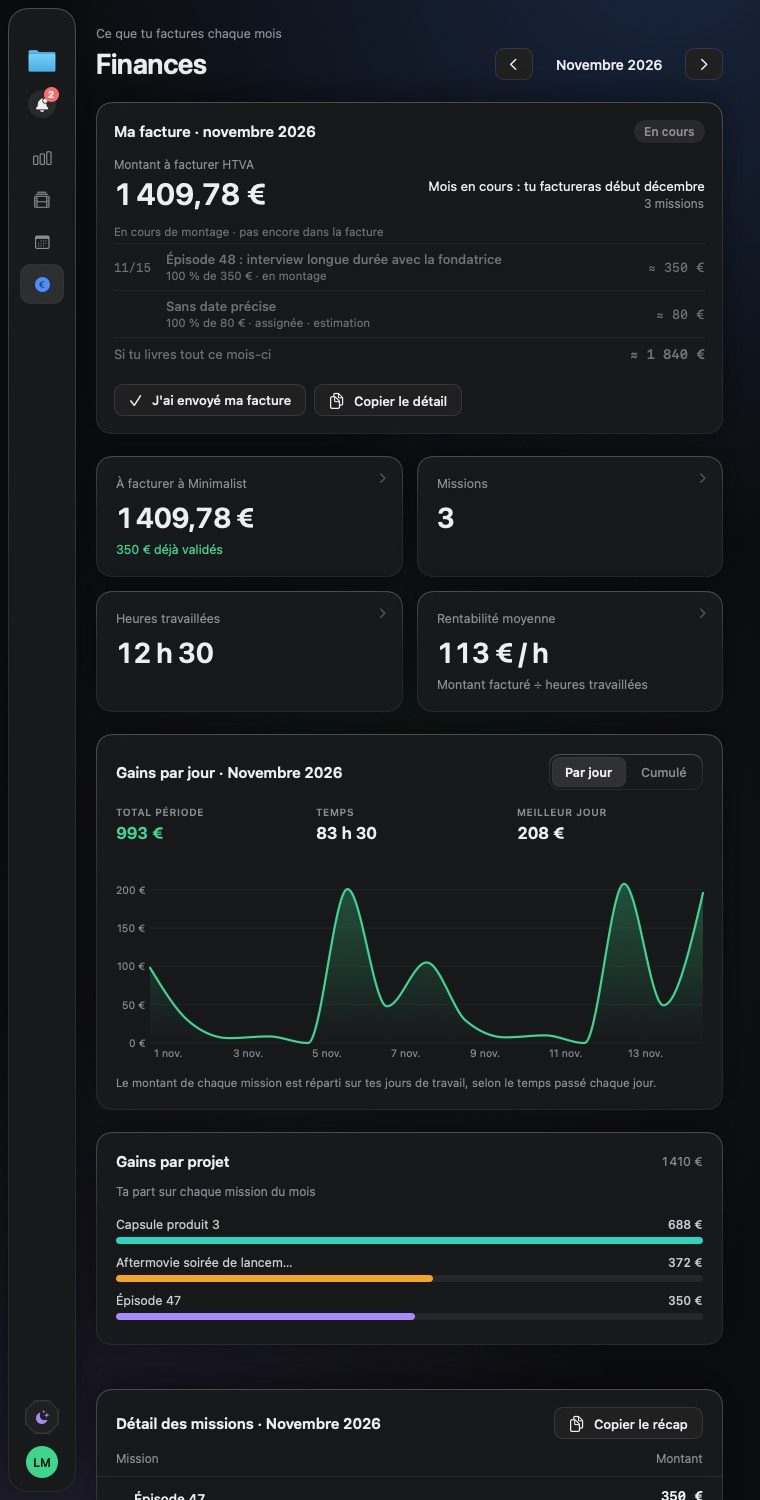 Ce que tu factures chaque mois
Finances
Novembre 2026
2
Ma facture · novembre 2026
En cours
Montant à facturer HTVA
1 409,78 €
Mois en cours : tu factureras début décembre
3 missions
En cours de montage · pas encore dans la facture
11/15 Épisode 48 : interview longue durée avec la fondatrice ≈ 350 €
100 % de 350 € · en montage
Sans date précise ≈ 80 €
100 % de 80 € · assignée · estimation
Si tu livres tout ce mois-ci ≈ 1 840 €
J'ai envoyé ma facture
Copier le détail
À facturer à Minimalist
1 409,78 €
350 € déjà validés
Missions
3
Heures travaillées
12 h 30
Rentabilité moyenne
113 € / h
Montant facturé ÷ heures travaillées
Gains par jour · Novembre 2026
Par jour Cumulé
TOTAL PÉRIODE TEMPS MEILLEUR JOUR
993 € 83 h 30 208 €
200 €
150 €
100 €
50 €
0 €
1 nov. 3 nov. 5 nov. 7 nov. 9 nov. 11 nov. 13 nov.
Le montant de chaque mission est réparti sur tes jours de travail, selon le temps passé chaque jour.
Gains par projet 1 410 €
Ta part sur chaque mission du mois
Capsule produit 3 688 €
Aftermovie soirée de lancem... 372 €
Épisode 47 350 €
LM
Détail des missions · Novembre 2026
Copier le récap
Mission Montant
Épisode 47 350 €